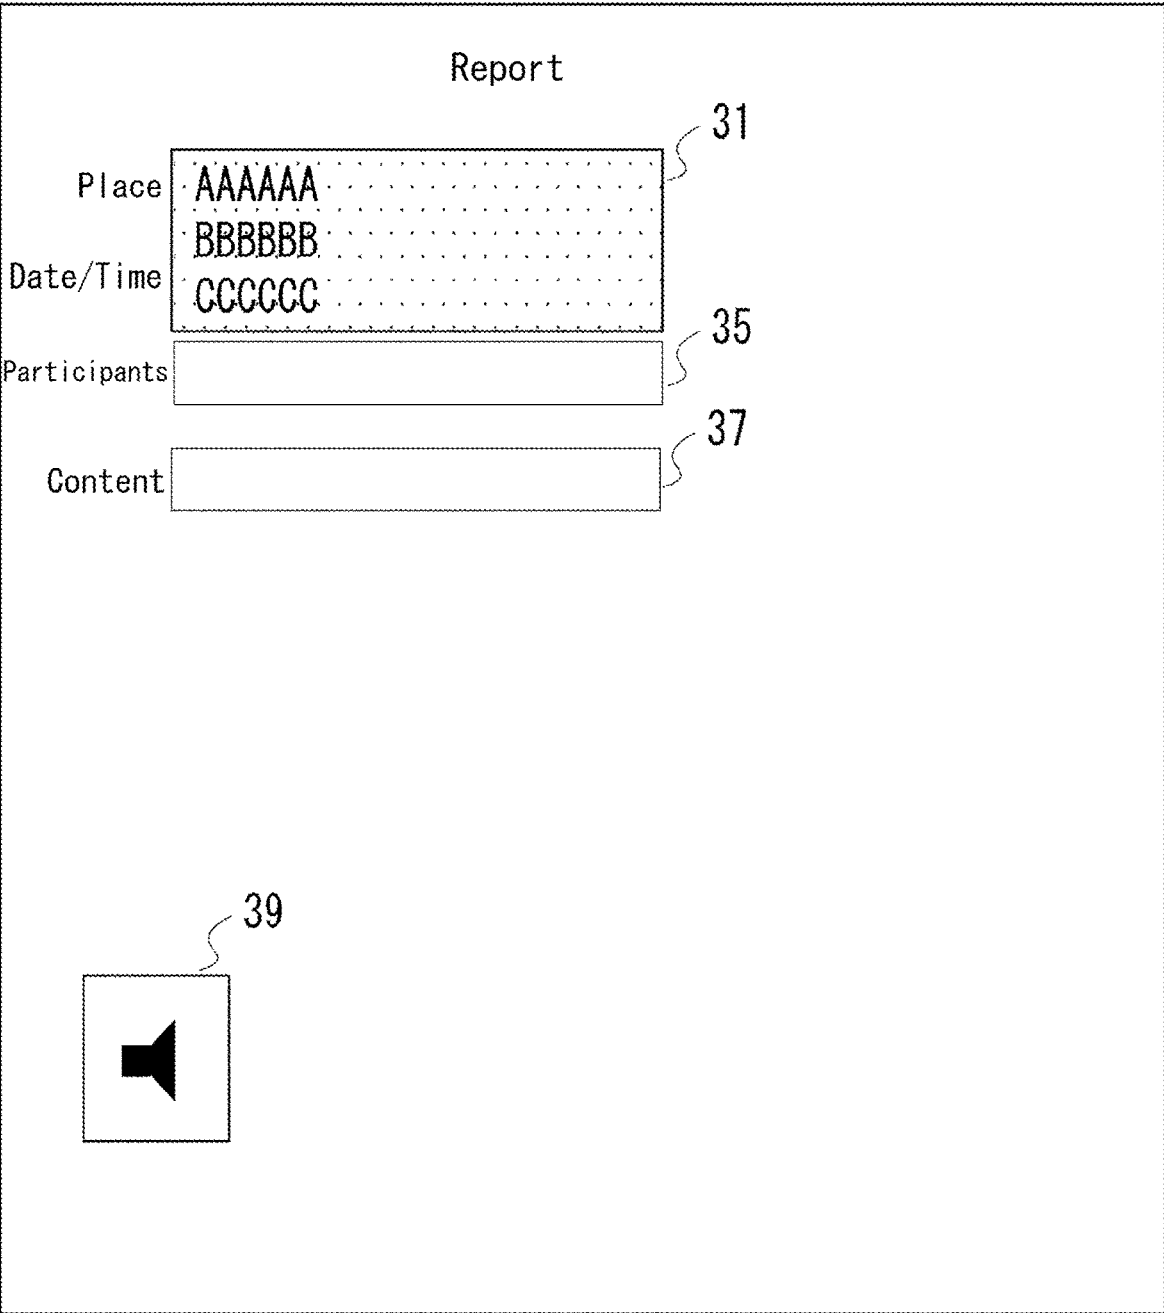 Report
31
Place AAAAAA
BBBBBB
Date/Time
CCCCCC
35
Participants
37
Content
39